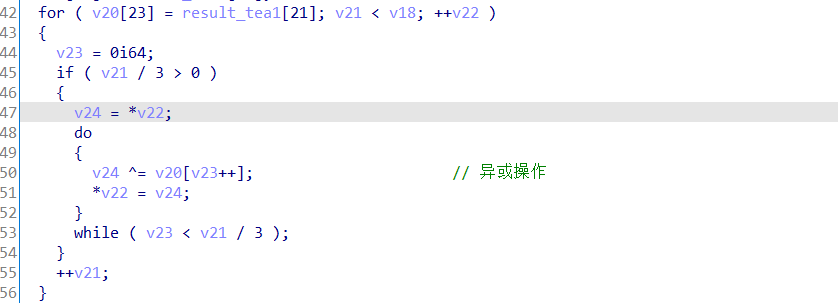 42 for ( v20[23] = result_tea1[21]; v21 < v18; ++v22 )
43 {
44 v23 = 0i64;
45 if ( v21 / 3 > 0 )
46 {
47 v24 = *v22;
48 do
49 {
50 v24 ^= v20[v23++]; // 异或操作
51 *v22 = v24;
52 }
53 while ( v23 < v21 / 3 );
54 }
55 ++v21;
56 }